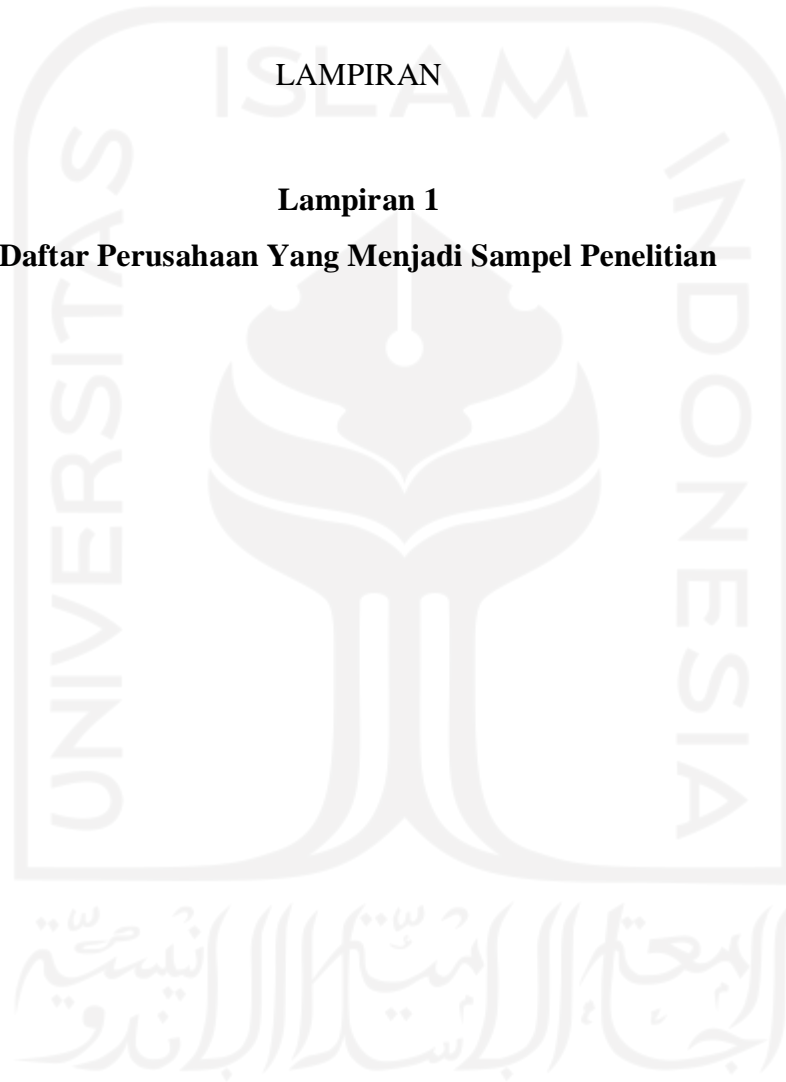 LAMPIRAN
Lampiran 1
Daftar Perusahaan Yang Menjadi Sampel Penelitian
UNIVERSITAS
ISLAM
INDONESIA